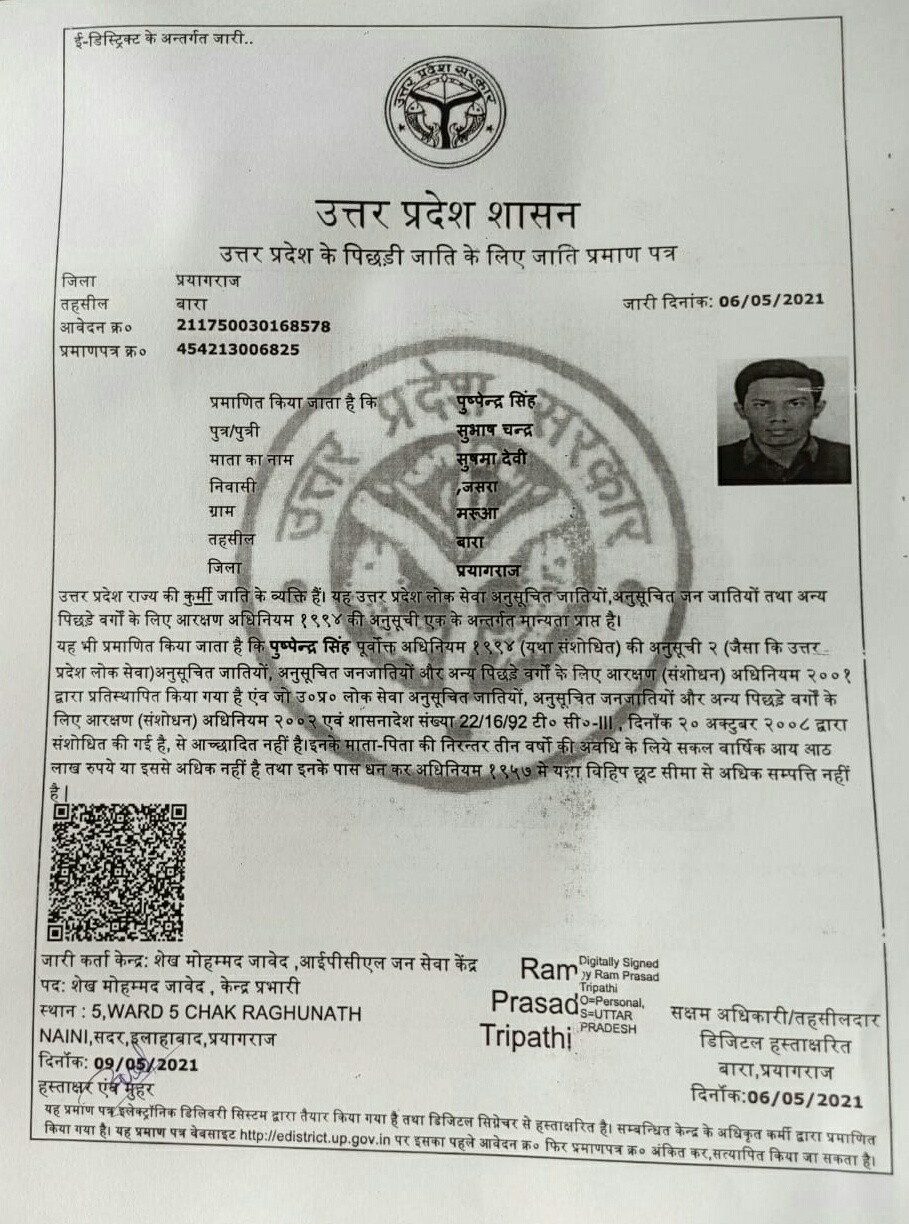 ई-डिस्ट्रिक्ट के अन्तर्गत जारी..
उत्तर प्रदेश सरकार
उत्तर प्रदेश शासन
उत्तर प्रदेश के पिछड़ी जाति के लिए जाति प्रमाण पत्र
जिला प्रयागराज
तहसील बारा जारी दिनांक: 06/05/2021
आवेदन क्र० 211750030168578
प्रमाणपत्र क्र० 454213006825
उत्तर प्रदेश सरकार
प्रमाणित किया जाता है कि पुष्पेन्द्र सिंह
पुत्र/पुत्री सुभाष चन्द्र
माता का नाम सुषमा देवी
निवासी ,जसरा
ग्राम मरुआ
तहसील बारा
जिला प्रयागराज
उत्तर प्रदेश राज्य की कुर्मी जाति के व्यक्ति हैं। यह उत्तर प्रदेश लोक सेवा अनुसूचित जातियों,अनुसूचित जन जातियों तथा अन्य
पिछड़े वर्गों के लिए आरक्षण अधिनियम १९९४ की अनुसूची एक के अन्तर्गत मान्यता प्राप्त है।
यह भी प्रमाणित किया जाता है कि पुष्पेन्द्र सिंह पूर्वोक्त अधिनियम १९९४ (यथा संशोधित) की अनुसूची २ (जैसा कि उत्तर
प्रदेश लोक सेवा)अनुसूचित जातियों, अनुसूचित जनजातियों और अन्य पिछड़े वर्गों के लिए आरक्षण (संशोधन) अधिनियम २००१
द्वारा प्रतिस्थापित किया गया है एंव जो उ०प्र० लोक सेवा अनुसूचित जातियों, अनुसूचित जनजातियों और अन्य पिछड़े वर्गो के
लिए आरक्षण (संशोधन) अधिनियम २००२ एवं शासनादेश संख्या 22/16/92 टी० सी०-III , दिनाँक २० अक्टुबर २००८ द्वारा
संशोधित की गई है, से आच्छादित नहीं है।इनके माता-पिता की निरन्तर तीन वर्षो की अवधि के लिये सकल वार्षिक आय आठ
लाख रुपये या इससे अधिक नहीं है तथा इनके पास धन कर अधिनियम १९५७ मे यथा विहिप छूट सीमा से अधिक सम्पत्ति नहीं
है|
जारी कर्ता केन्द्र: शेख मोहम्मद जावेद ,आईपीसीएल जन सेवा केंद्र
पद: शेख मोहम्मद जावेद , केन्द्र प्रभारी
स्थान : 5,WARD 5 CHAK RAGHUNATH
NAINI,सदर,इलाहाबाद,प्रयागराज
दिनाँक: 09/05/2021
हस्ताक्षर एंव मुहर
Ram Prasad Tripathi
Digitally Signed
by Ram Prasad
Tripathi
O=Personal,
S=UTTAR
PRADESH
सक्षम अधिकारी/तहसीलदार
डिजिटल हस्ताक्षरित
बारा,प्रयागराज
दिनाँक:06/05/2021
यह प्रमाण पत्र इलेक्ट्रॉनिक डिलिवरी सिस्टम द्वारा तैयार किया गया है तथा डिजिटल सिग्नेचर से हस्ताक्षरित है। सम्बन्धित केन्द्र के अधिकृत कर्मी द्वारा प्रमाणित
किया गया है। यह प्रमाण पत्र वेबसाइट http://edistrict.up.gov.in पर इसका पहले आवेदन क्र० फिर प्रमाणपत्र क्र० अंकित कर,सत्यापित किया जा सकता है।